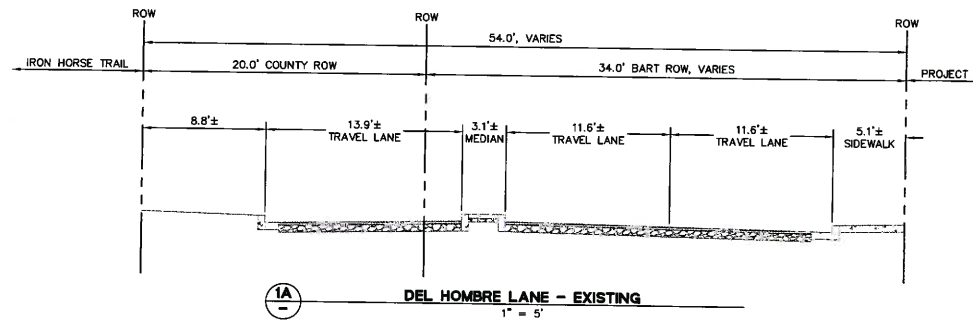 ROW
ROW
ROW
54.0', VARIES
IRON HORSE TRAIL
20.0' COUNTY ROW
34.0' BART ROW, VARIES
PROJECT
8.8'±
13.9'±
TRAVEL LANE
3.1'±
MEDIAN
11.6'±
TRAVEL LANE
11.6'±
TRAVEL LANE
5.1'±
SIDEWALK
1A
-
DEL HOMBRE LANE - EXISTING
1" = 5'